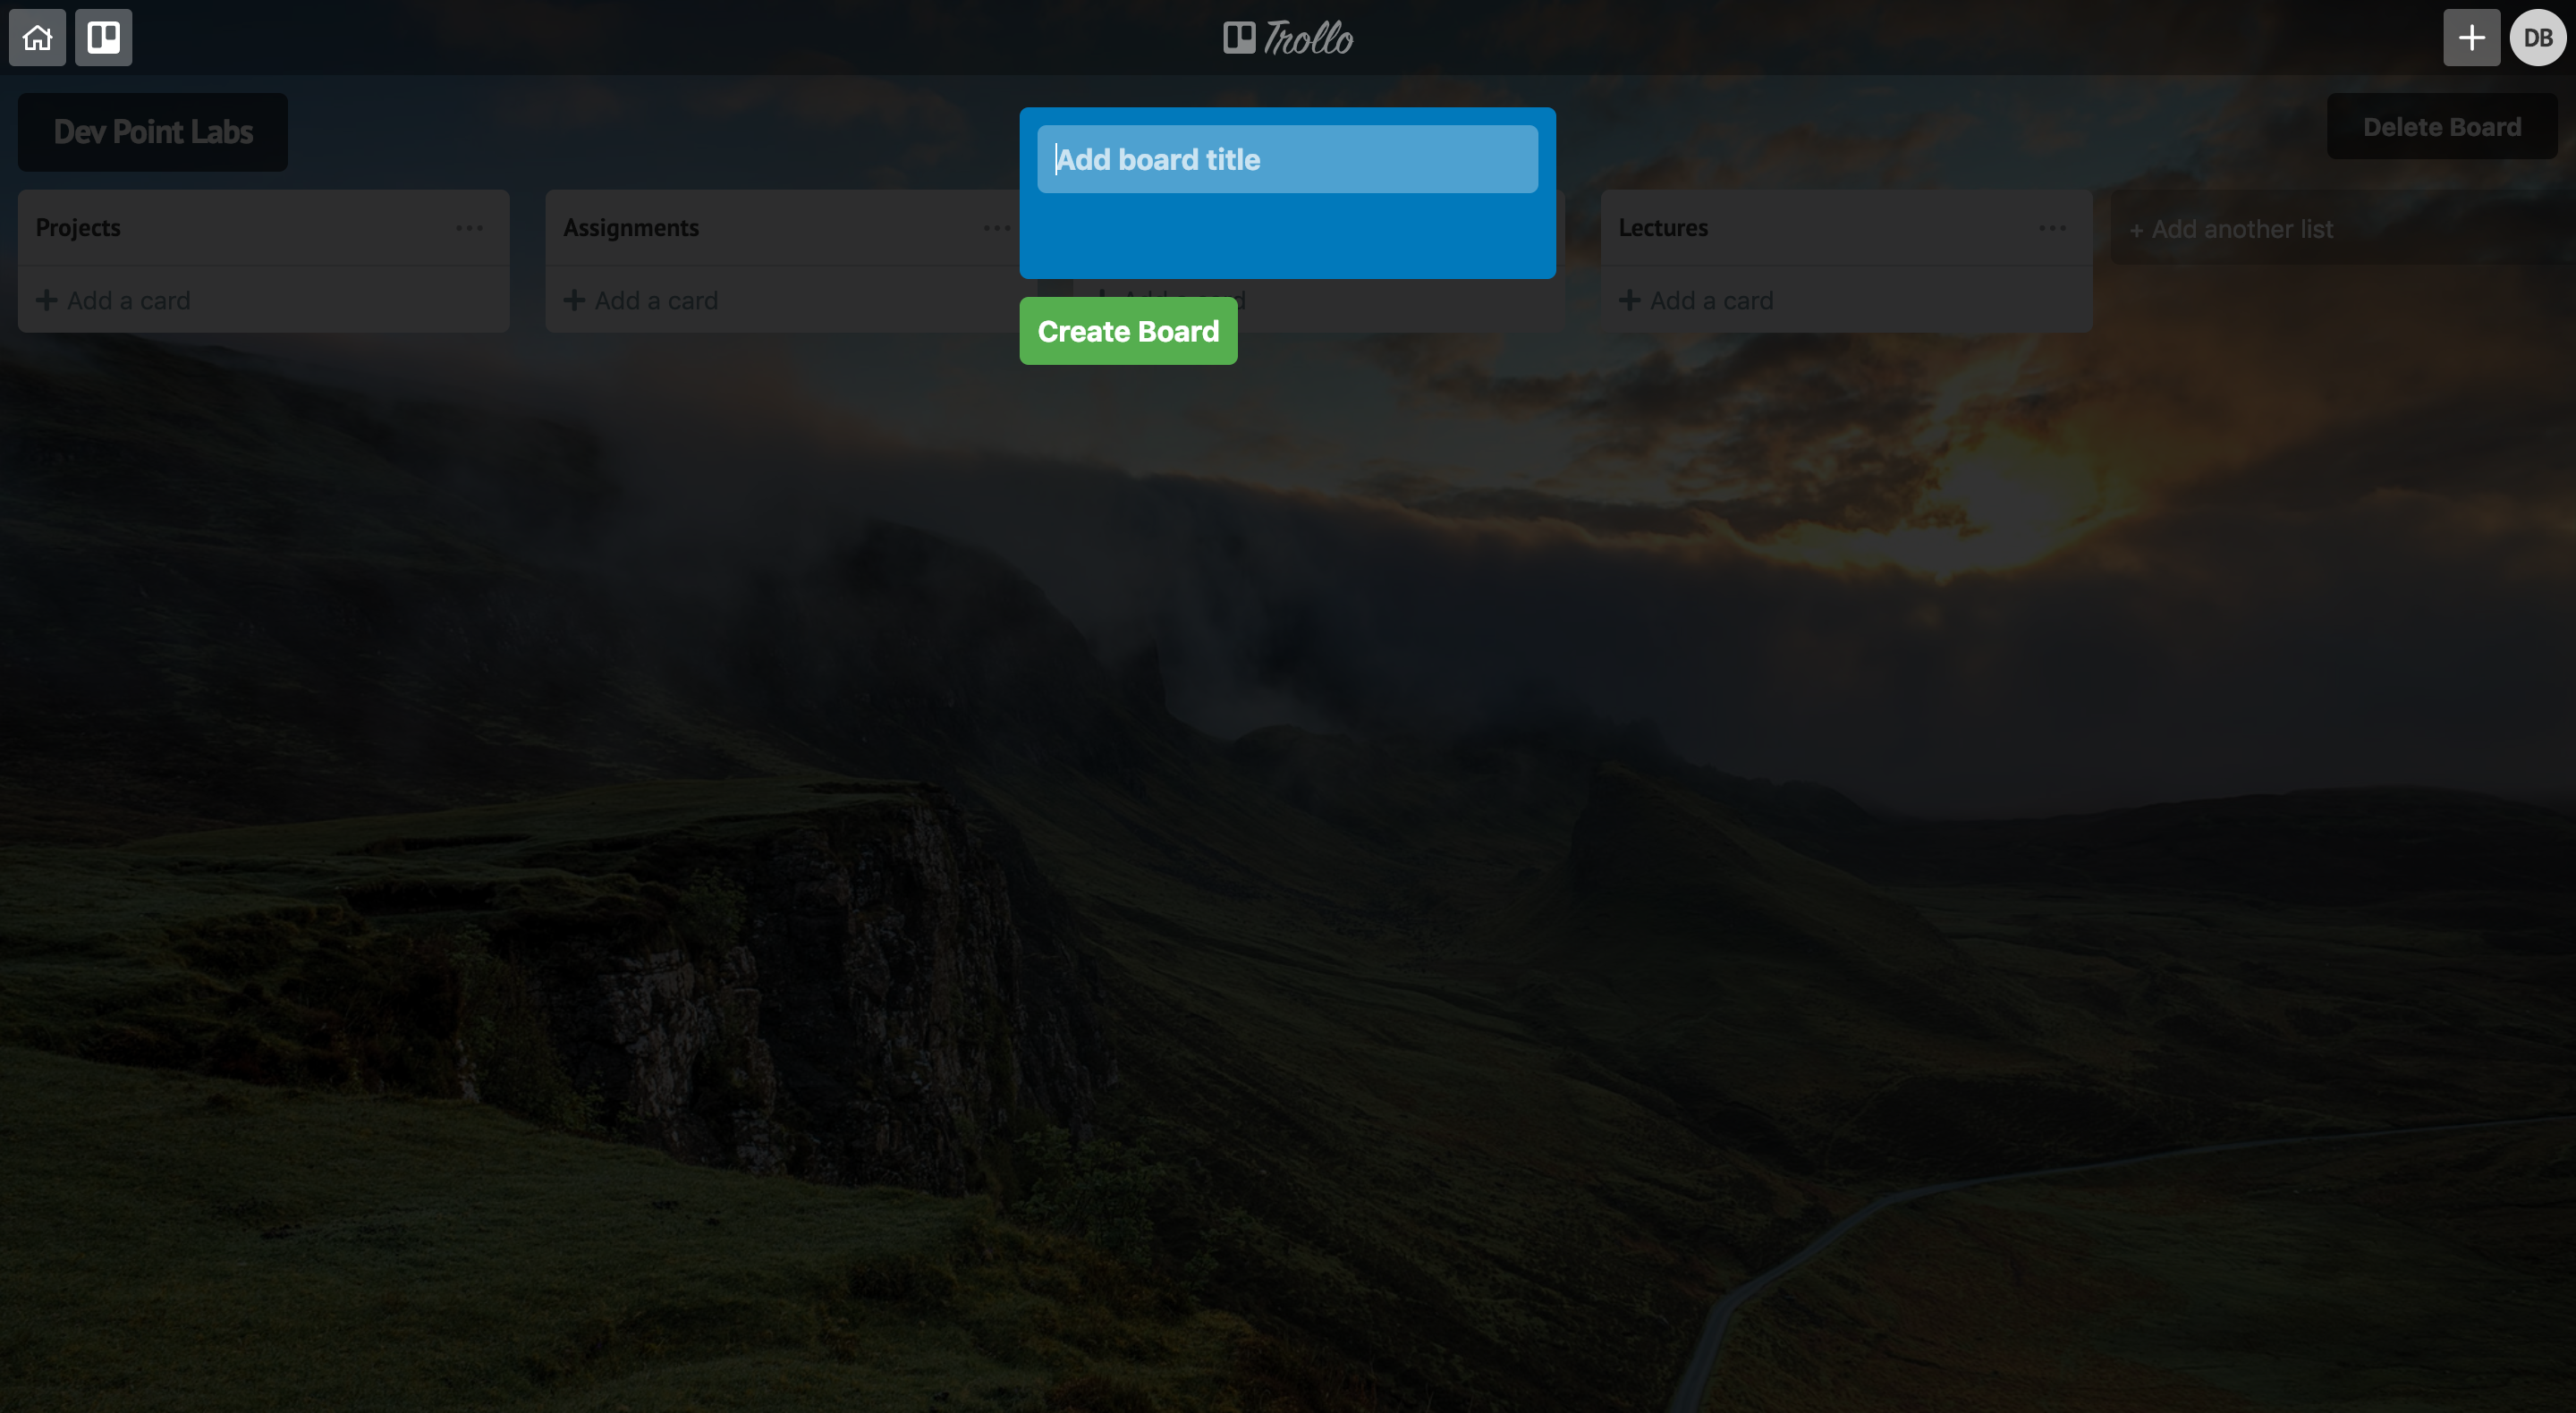 Trollo
DB
Dev Point Labs
Delete Board
Add board title
Projects
Assignments
Lectures
+ Add another list
Add a card
Add a card
Add a card
Create Board